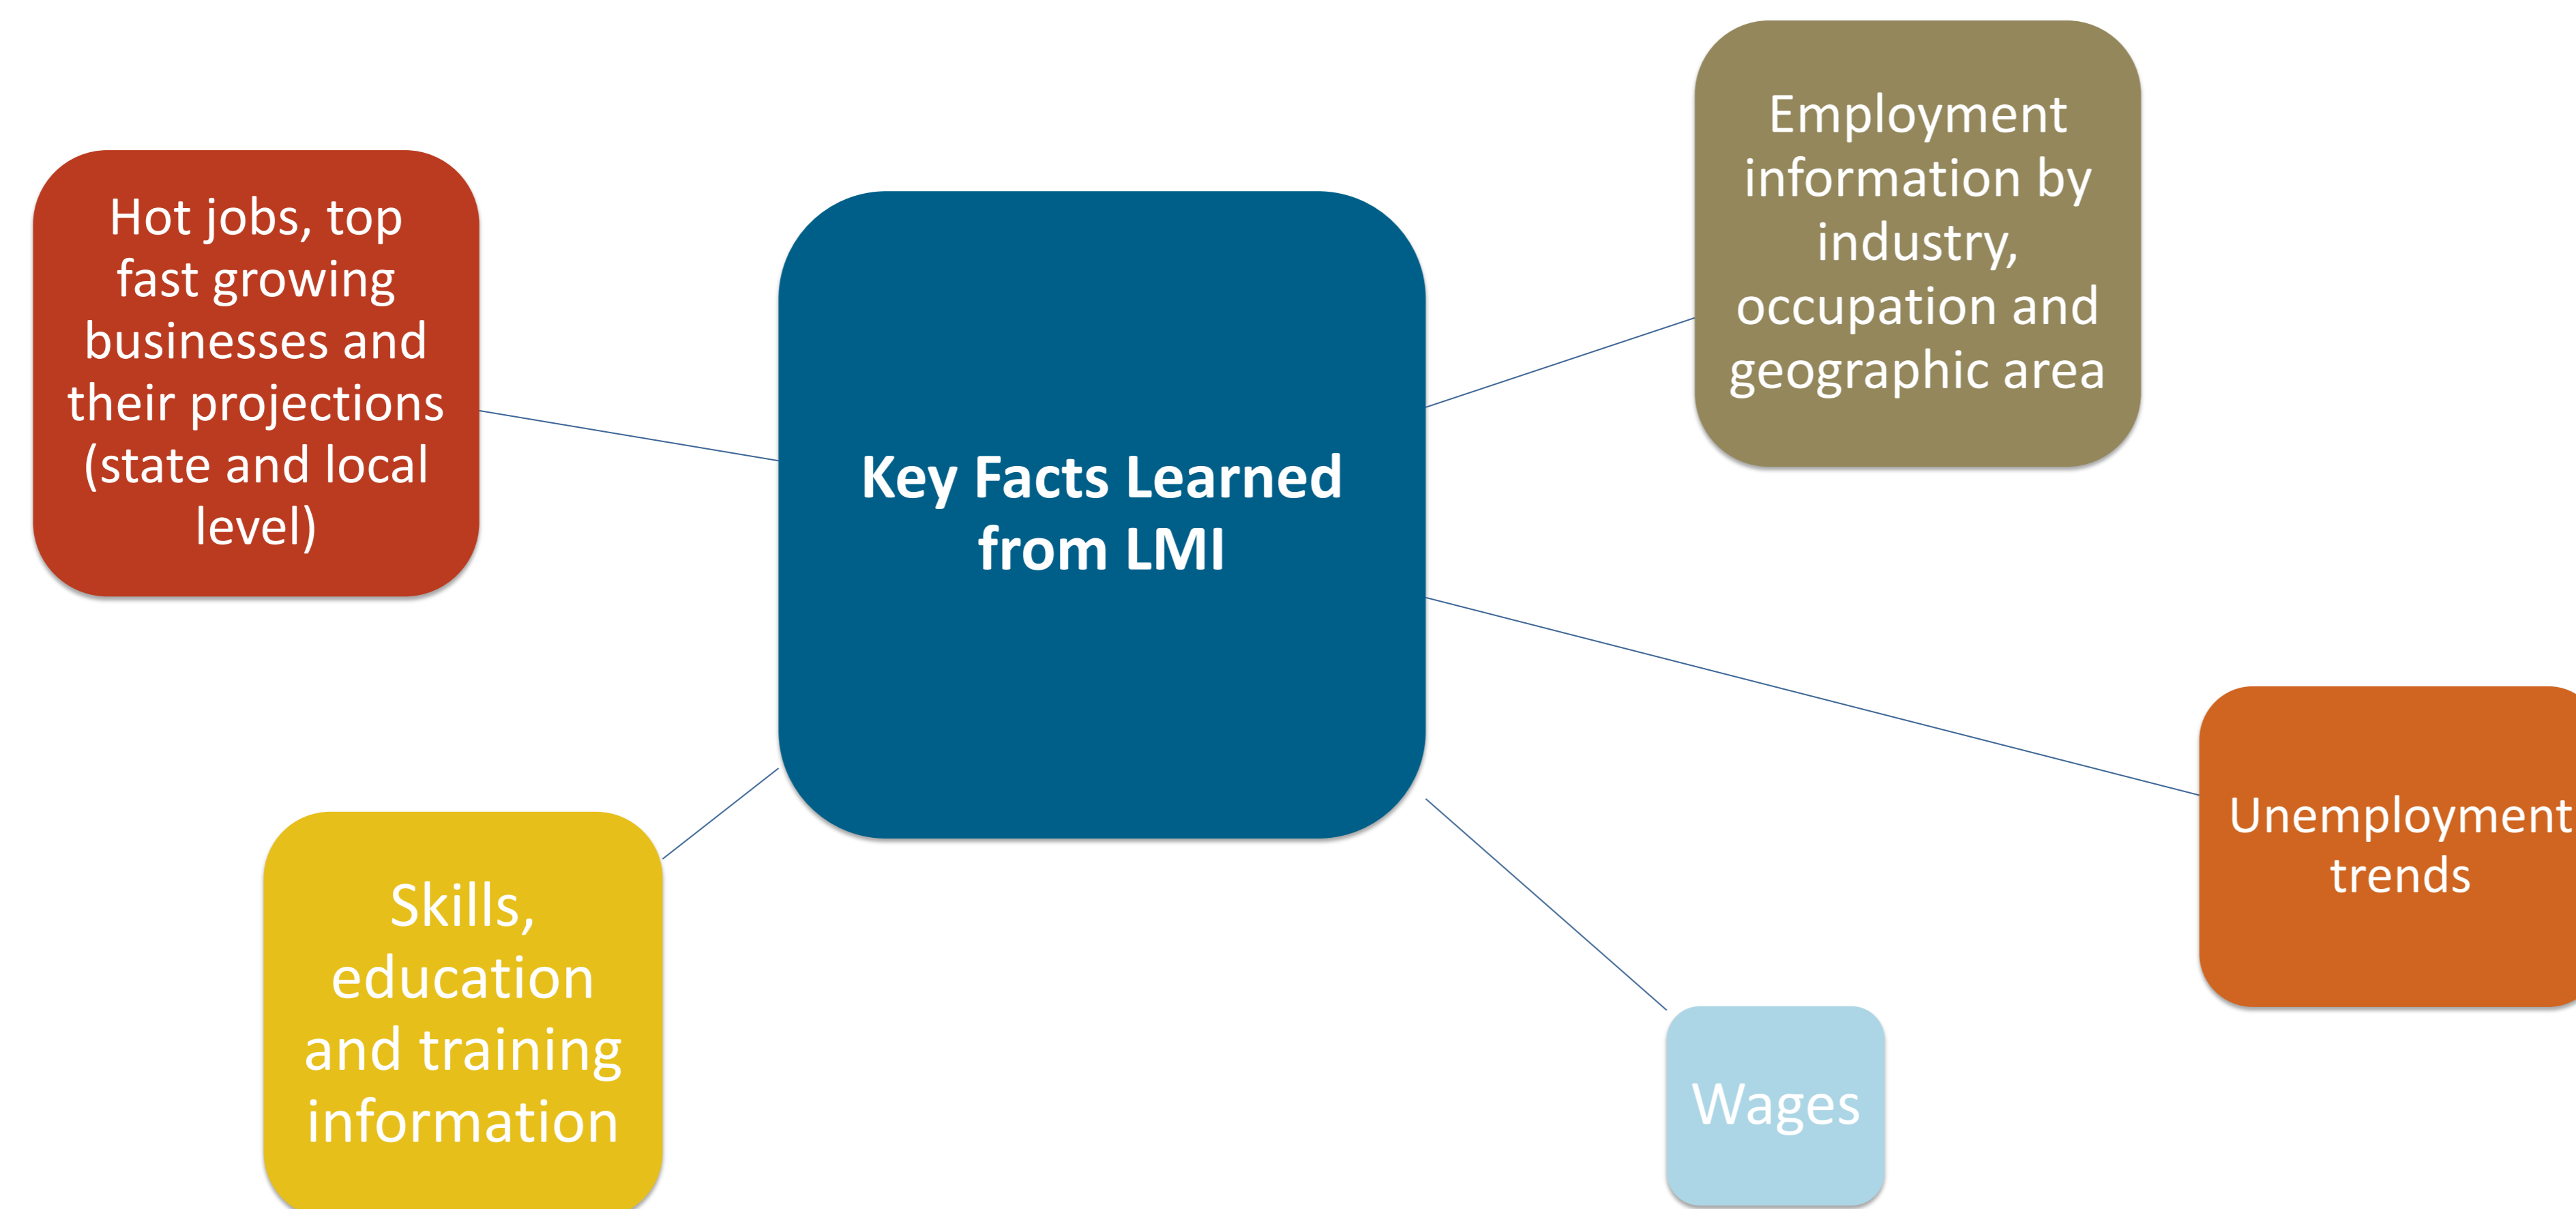 Hot jobs, top
fast growing
businesses and
their projections
(state and local
level)
Key Facts Learned
from LMI
Employment
information by
industry,
occupation and
geographic area
Skills,
education
and training
information
Wages
Unemployment
trends